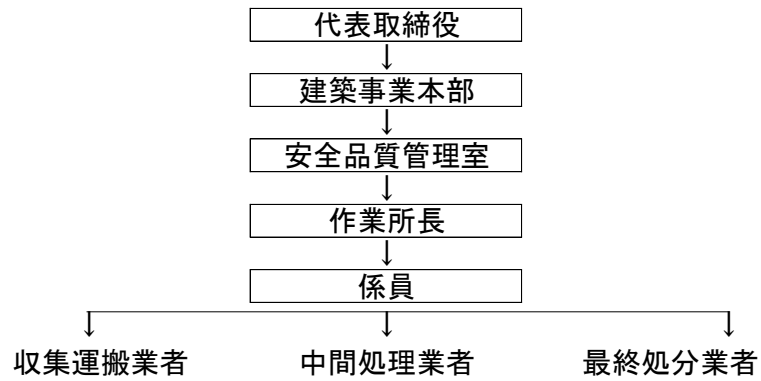 代表取締役
建築事業本部
安全品質管理室
作業所長
係員
収集運搬業者 中間処理業者 最終処分業者